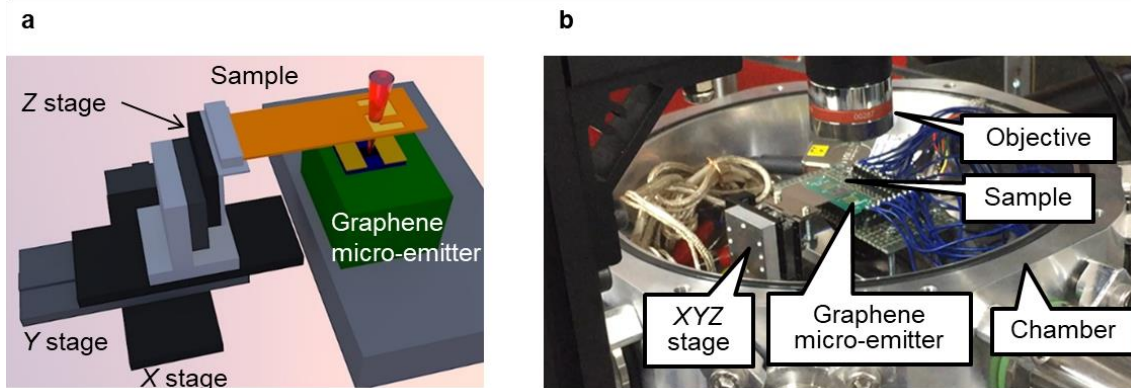 a
Sample
Z stage
Graphene
micro-emitter
Y stage
X stage
b
Objective
Sample
XYZ
stage
Graphene
micro-emitter
Chamber